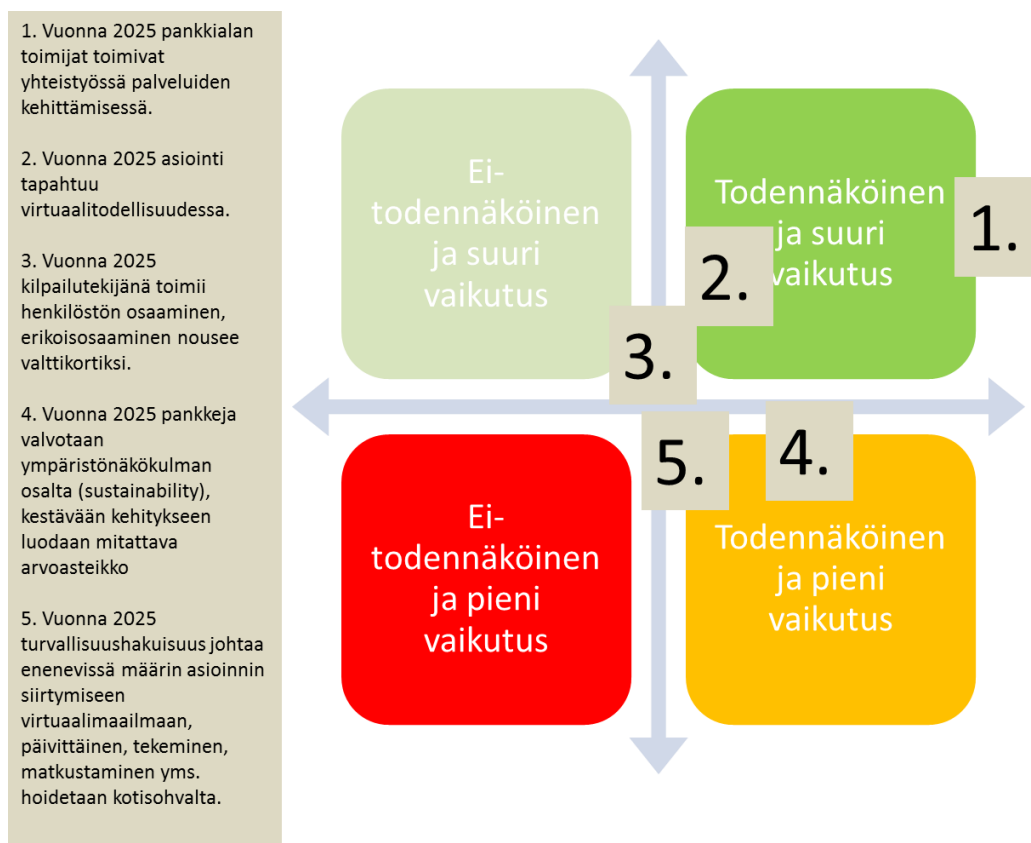 1. Vuonna 2025 pankkialan
toimijat toimivat
yhteistyössä palveluiden
kehittämisessä.
2. Vuonna 2025 asiointi
tapahtuu
virtuaalitodellisuudessa.
3. Vuonna 2025
kilpailutekijänä toimii
henkilöstön osaaminen,
erikoisosaaminen nousee
valttikortiksi.
4. Vuonna 2025 pankkeja
valvotaan
ympäristönäkökulman
osalta (sustainability),
kestävään kehitykseen
luodaan mitattava
arvoasteikko
5. Vuonna 2025
turvallisuushakuisuus johtaa
enenevissä määrin asioinnin
siirtymiseen
virtuaalimaailmaan,
päivittäinen, tekeminen,
matkustaminen yms.
hoidetaan kotisohvalta.
Ei-
todennäköinen
ja suuri
vaikutus
Todennäköinen
ja suuri
vaikutus
1.
2.
3.
5.
4.
Ei-
todennäköinen
ja pieni
vaikutus
Todennäköinen
ja pieni
vaikutus